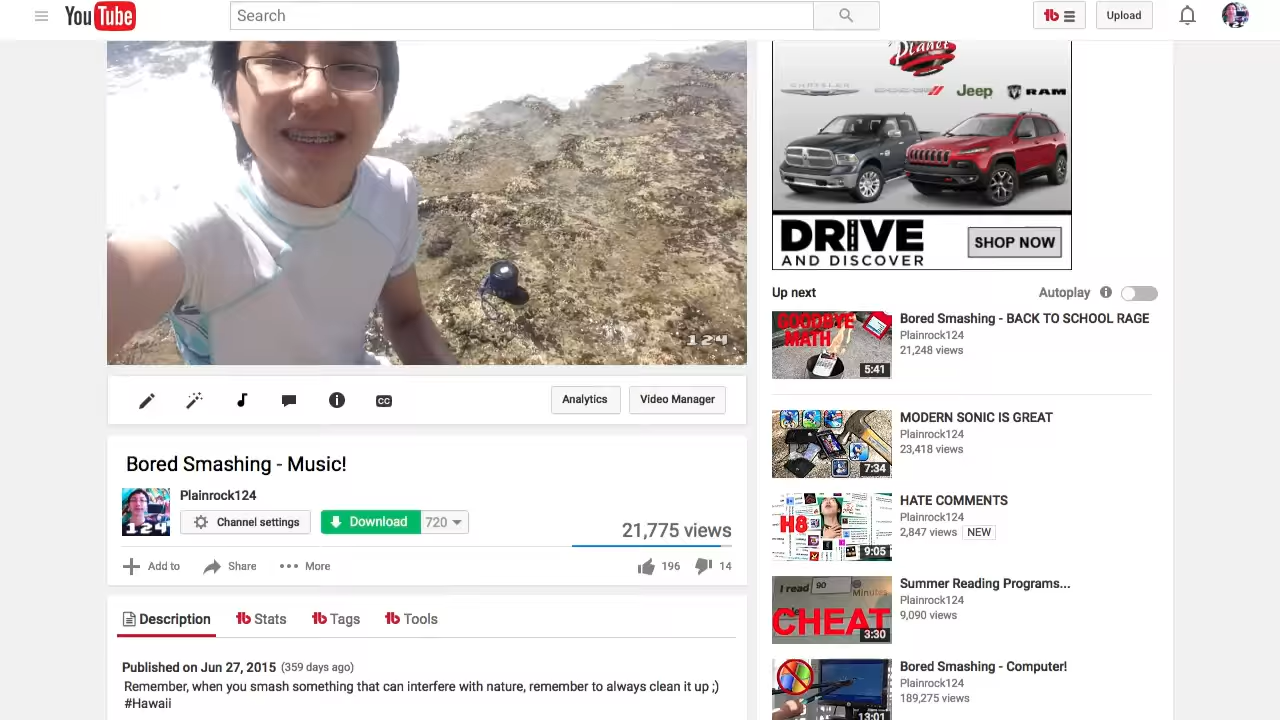 YouTube
Search
Upload
Planet
CHRYSLER
DODGE
Jeep
RAM
DRIVE
AND DISCOVER
SHOP NOW
124
Up next
Autoplay
Analytics
Video Manager
Bored Smashing - Music!
Plainrock124
124
Channel settings
Download
720
21,775 views
Add to
Share
More
196
14
Description
Stats
Tags
Tools
Published on Jun 27, 2015 (359 days ago)
Remember, when you smash something that can interfere with nature, remember to always clean it up ;)
#Hawaii
GOODBYE
MATH
5:41
Bored Smashing - BACK TO SCHOOL RAGE
Plainrock124
21,248 views
7:34
MODERN SONIC IS GREAT
Plainrock124
23,418 views
H8
9:05
HATE COMMENTS
Plainrock124
2,847 views NEW
I read 90 Minutes
CHEAT
3:30
Summer Reading Programs...
Plainrock124
9,090 views
13:01
Bored Smashing - Computer!
Plainrock124
189,275 views